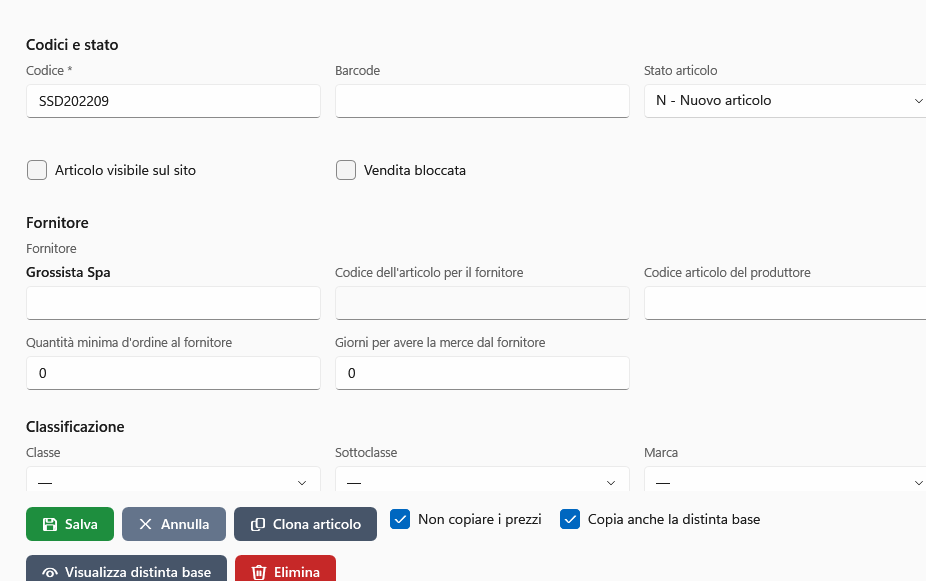 Codici e stato
Codice * Barcode Stato articolo
SSD202209 N - Nuovo articolo
Articolo visibile sul sito Vendita bloccata
Fornitore
Fornitore
Grossista Spa Codice dell'articolo per il fornitore Codice articolo del produttore
Quantità minima d'ordine al fornitore Giorni per avere la merce dal fornitore
0 0
Classificazione
Classe Sottoclasse Marca
— — —
Salva Annulla Clona articolo Non copiare i prezzi Copia anche la distinta base
Visualizza distinta base Elimina